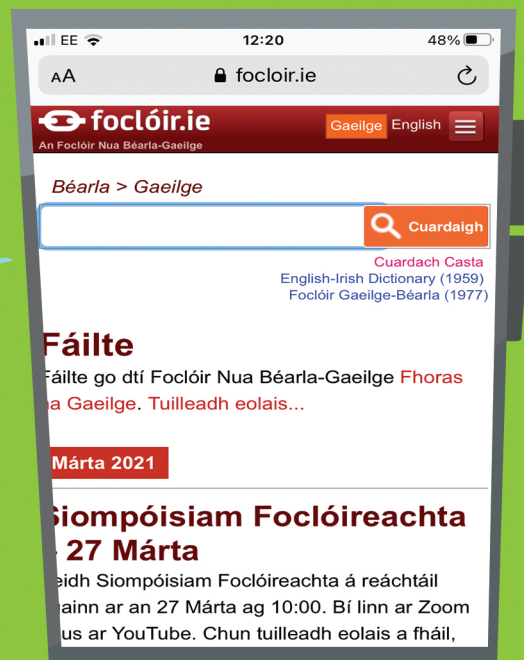 EE 12:20 48%
AA focloir.ie
foclóir.ie
Gaeilge English
An Foclóir Nua Béarla-Gaeilge
Béarla > Gaeilge
Cuardaigh
Cuardach Casta
English-Irish Dictionary (1959)
Foclóir Gaeilge-Béarla (1977)
Fáilte
Fáilte go dtí Foclóir Nua Béarla-Gaeilge Fhoras
na Gaeilge. Tuilleadh eolais...
Márta 2021
Siompóisiam Foclóireachta
- 27 Márta
eidh Siompóisiam Foclóireachta á reáchtáil
gainn ar an 27 Márta ag 10:00. Bí linn ar Zoom
us ar YouTube. Chun tuilleadh eolais a fháil,